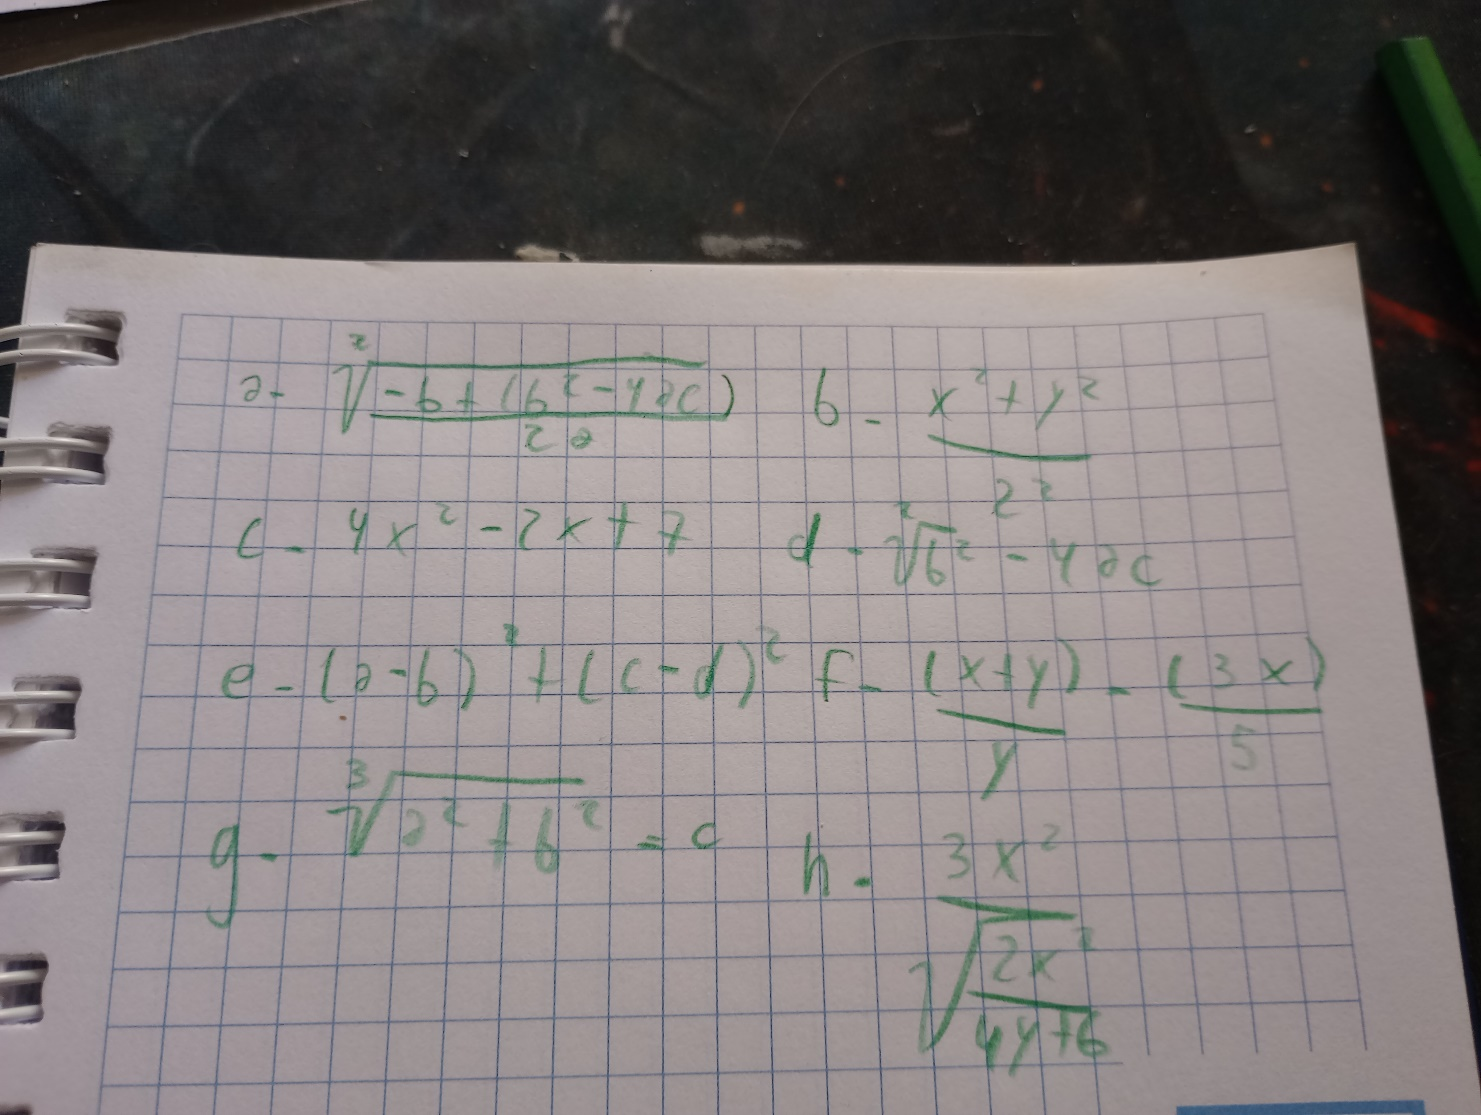 a- ²√(-b+(b²-4ac)/2a) b- (x²+y²)/2²
c- 4x²-2x+7 d- ²√b²-4ac
e- (a-b)²+(c-d)² f- (x+y)/y - (3x)/5
g- ³√(a²+b²) = c h- 3x²/√(2x²/4y+6)